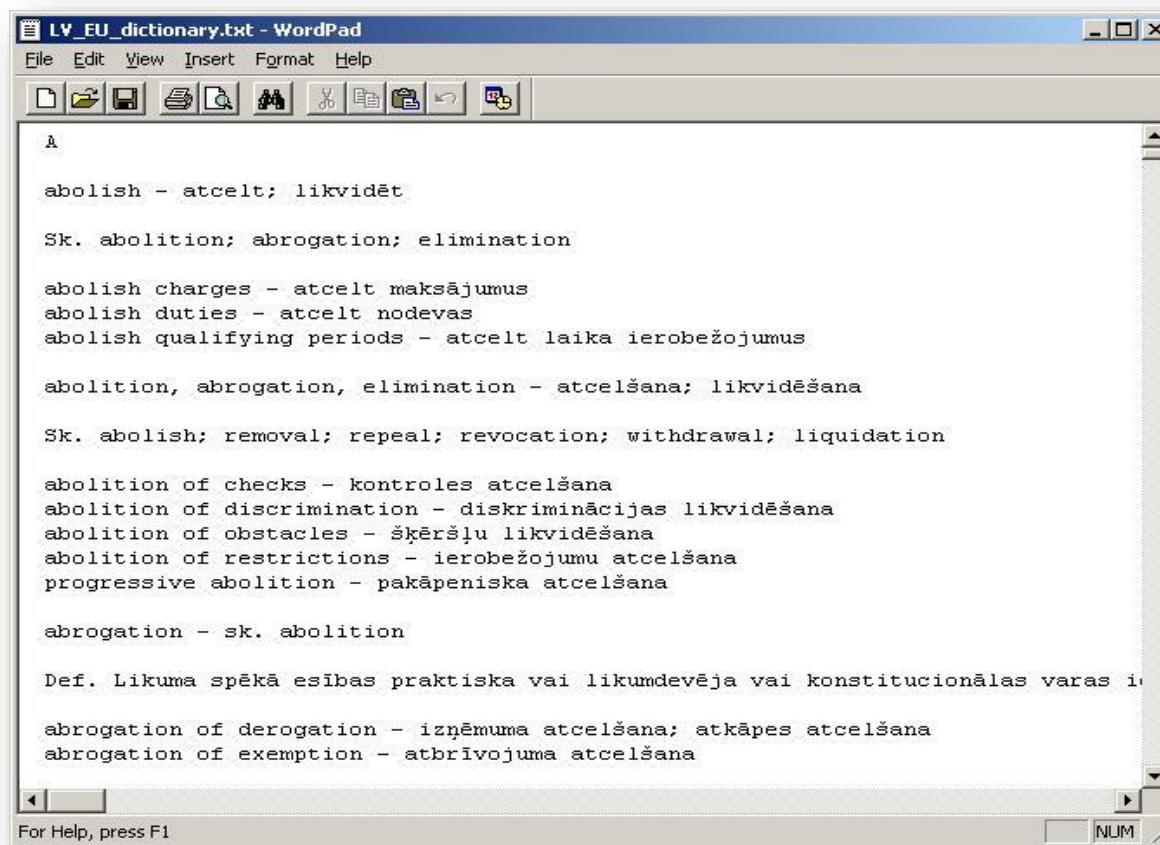 LV_EU_dictionary.txt - WordPad
File Edit View Insert Format Help
A
abolish – atcelt; likvidēt
Sk. abolition; abrogation; elimination
abolish charges – atcelt maksājumus
abolish duties – atcelt nodevas
abolish qualifying periods – atcelt laika ierobežojumus
abolition, abrogation, elimination – atcelšana; likvidēšana
Sk. abolish; removal; repeal; revocation; withdrawal; liquidation
abolition of checks – kontroles atcelšana
abolition of discrimination – diskriminācijas likvidēšana
abolition of obstacles – šķēršļu likvidēšana
abolition of restrictions – ierobežojumu atcelšana
progressive abolition – pakāpeniska atcelšana
abrogation – sk. abolition
Def. Likuma spēkā esības praktiska vai likumdevēja vai konstitucionālas varas
abrogation of derogation – izņēmuma atcelšana; atkāpes atcelšana
abrogation of exemption – atbrīvojuma atcelšana
For Help, press F1
NUM